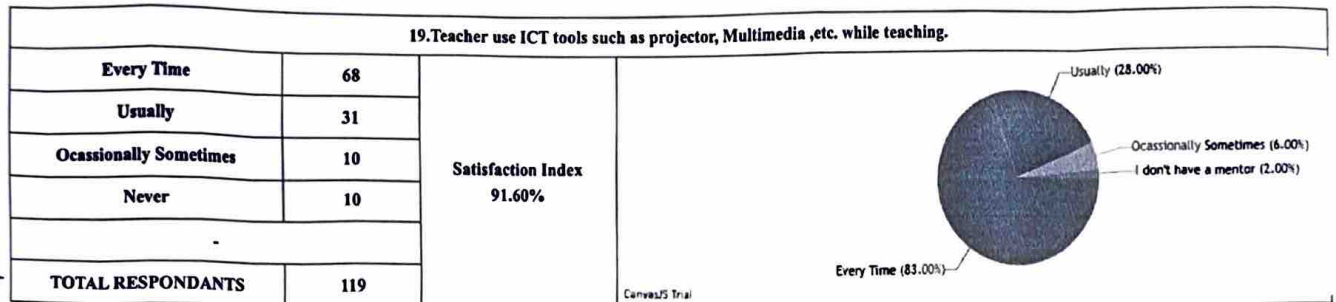 19.Teacher use ICT tools such as projector, Multimedia ,etc. while teaching.
Every Time 68
Usually 31
Ocassionally Sometimes 10
Never 10
-
TOTAL RESPONDANTS 119
Satisfaction Index
91.60%
Usually (28.00%)
Ocassionally Sometimes (6.00%)
I don't have a mentor (2.00%)
Every Time (83.00%)
CanvasJS Trial